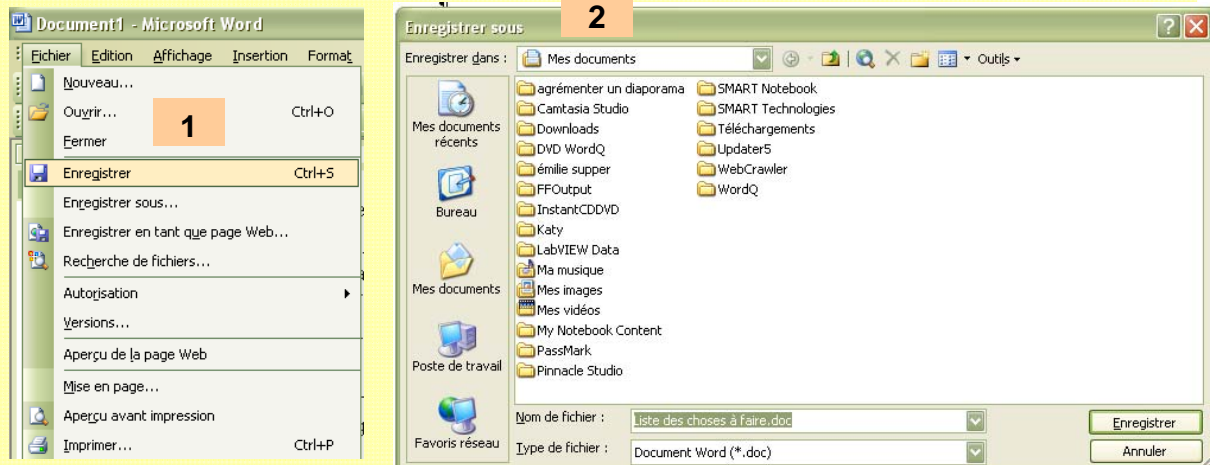 Document1 - Microsoft Word
Fichier Edition Affichage Insertion Format
Nouveau...
Ouvrir... Ctrl+O
1
Fermer
Enregistrer Ctrl+S
Enregistrer sous...
Enregistrer en tant que page Web...
Recherche de fichiers...
Autorisation
Versions...
Aperçu de la page Web
Mise en page...
Aperçu avant impression
Imprimer... Ctrl+P
2
Enregistrer sous
Enregistrer dans : Mes documents Outils
Mes documents récents
Bureau
Mes documents
Poste de travail
Favoris réseau
agrémenter un diaporama
Camtasia Studio
Downloads
DVD WordQ
émilie supper
FFOutput
InstantCDDVD
Katy
LabVIEW Data
Ma musique
Mes images
Mes vidéos
My Notebook Content
PassMark
Pinnacle Studio
SMART Notebook
SMART Technologies
Téléchargements
Updater5
WebCrawler
WordQ
Nom de fichier : Liste des choses à faire.doc Enregistrer
Type de fichier : Document Word (*.doc) Annuler